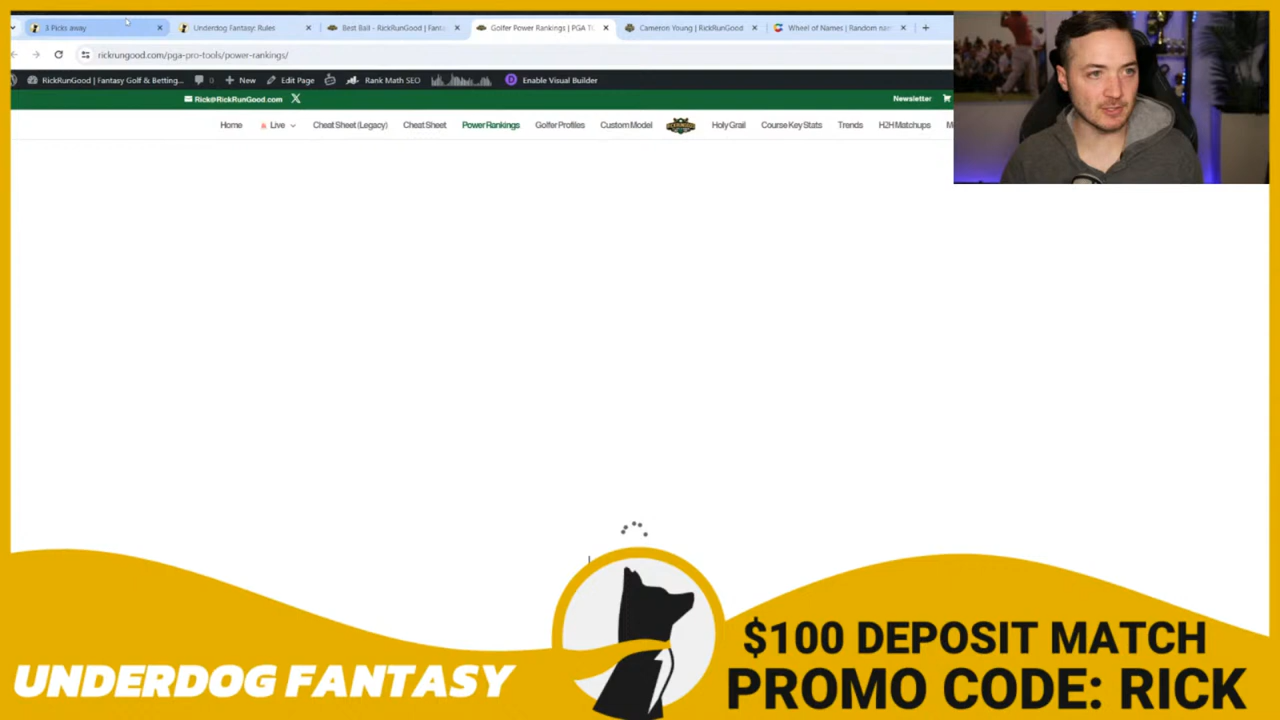 3 Picks away
Underdog Fantasy: Rules
Best Ball - RickRunGood | Fanta
Golfer Power Rankings | PGA T
Cameron Young | RickRunGood
Wheel of Names | Random na
rickrungood.com/pga-pro-tools/power-rankings/
RickRunGood | Fantasy Golf & Betting... 0 New Edit Page Rank Math SEO Enable Visual Builder
Rick@RickRunGood.com Newsletter
Home Live Cheat Sheet (Legacy) Cheat Sheet Power Rankings Golfer Profiles Custom Model Holy Grail Course Key Stats Trends H2H Matchups
UNDERDOG FANTASY
$100 DEPOSIT MATCH
PROMO CODE: RICK